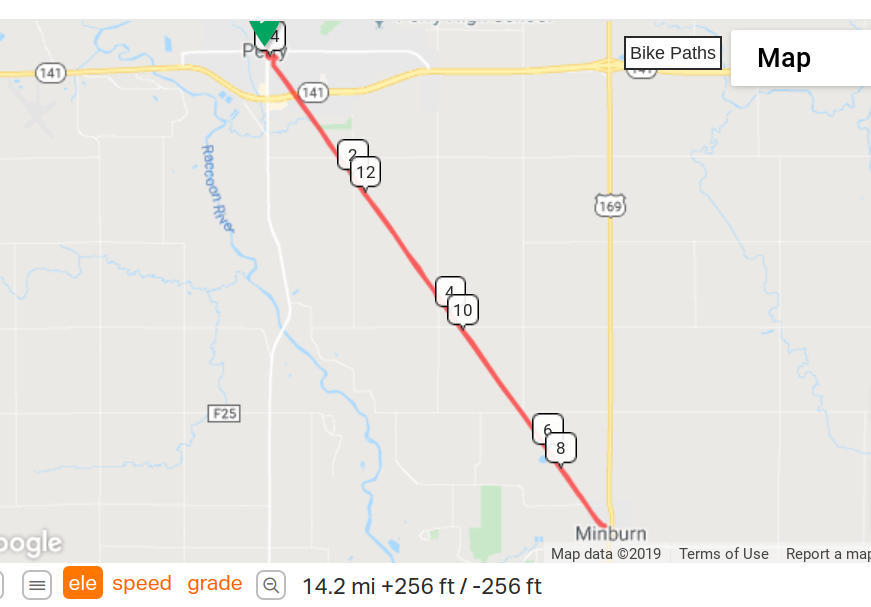 Perry High School
4
Perry
Bike Paths
Map
141
141
141
2
12
Raccoon River
169
4
10
F25
6
8
Minburn
oogle
Map data ©2019 Terms of Use Report a map
ele speed grade 14.2 mi +256 ft / -256 ft